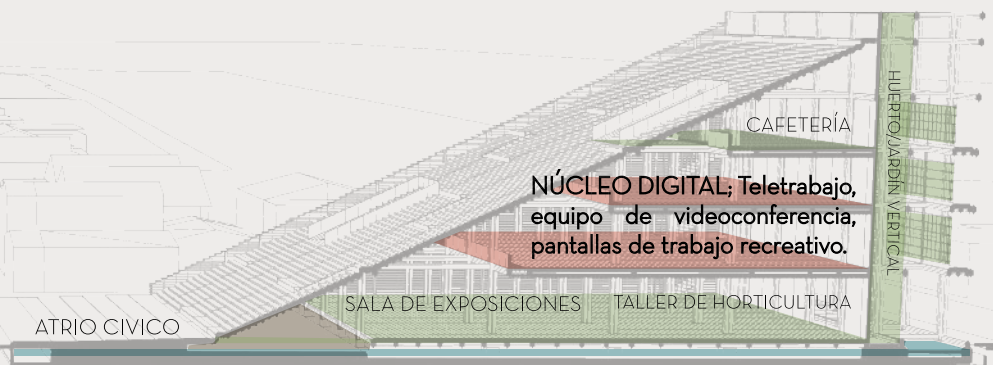 CAFETERÍA
HUERTO/JARDÍN VERTICAL
NÚCLEO DIGITAL; Teletrabajo,
equipo de videoconferencia,
pantallas de trabajo recreativo.
SALA DE EXPOSICIONES
TALLER DE HORTICULTURA
ATRIO CIVICO